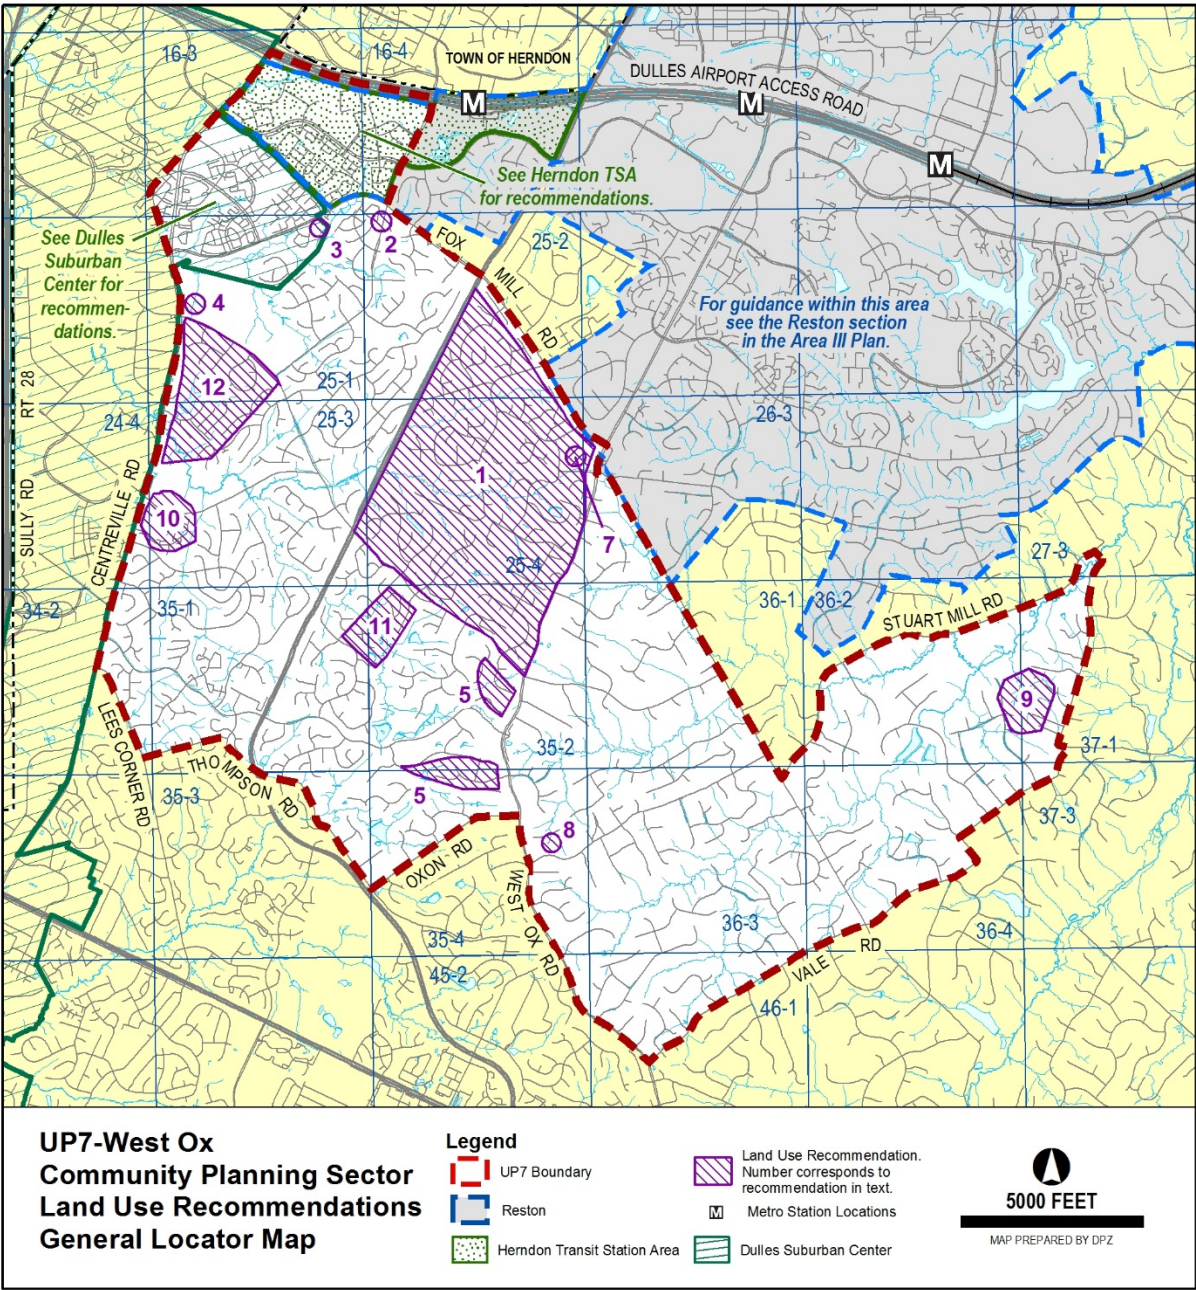 16-3
16-4
TOWN OF HERNDON
DULLES AIRPORT ACCESS ROAD
M
M
M
See Herndon TSA
for recommendations.
See Dulles
Suburban
Center for
recommen-
dations.
3
2
FOX
MILL
RD
25-2
4
For guidance within this area
see the Reston section
in the Area III Plan.
12
25-1
25-3
24-4
26-3
SULLY RD
RT 28
CENTREVILLE RD
1
10
7
25-4
27-3
34-2
35-1
36-1
36-2
STUART MILL RD
11
5
9
LEES CORNER RD
35-2
37-1
THOMPSON RD
35-3
5
37-3
8
OXON RD
WEST OX RD
36-3
36-4
35-4
45-2
VALE RD
46-1
UP7-West Ox
Community Planning Sector
Land Use Recommendations
General Locator Map
Legend
UP7 Boundary
Reston
Herndon Transit Station Area
Land Use Recommendation.
Number corresponds to
recommendation in text.
M
Metro Station Locations
Dulles Suburban Center
5000 FEET
MAP PREPARED BY DPZ